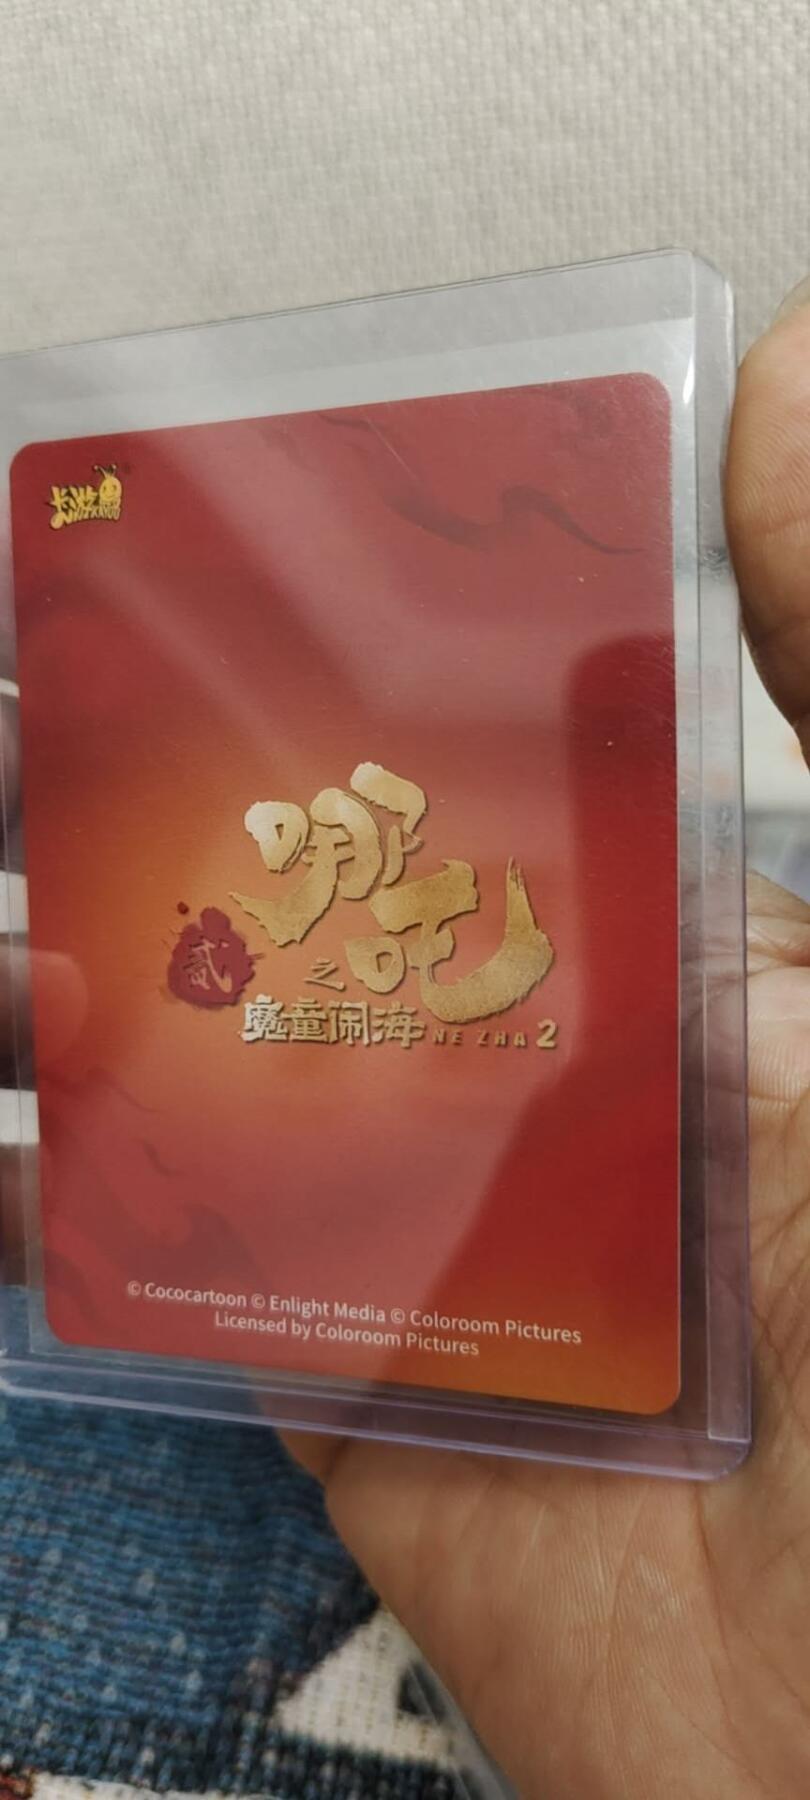 卡游
KAYOU
哪吒
贰
之
魔童闹海 NE ZHA 2
© Cococartoon © Enlight Media © Coloroom Pictures
Licensed by Coloroom Pictures